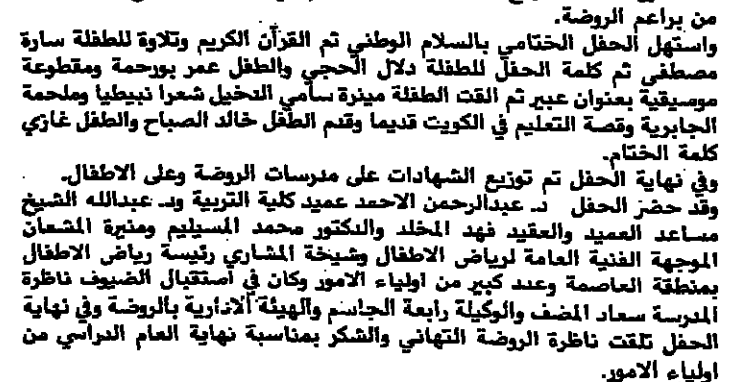 من براعم الروضة.
واستهل الحفل الختامي بالسلام الوطني ثم القرآن الكريم وتلاوة للطفلة سارة
مصطفى ثم كلمة الحفل للطفلة دلال الحجي والطفل عمر بورحمة ومقطوعة
موسيقية بعنوان عبير ثم القت الطفلة منيرة سامي الدخيل شعرا نبيطيا وملحمة
الجابرية وقصة التعليم في الكويت قديما وقدم الطفل خالد الصباح والطفل غازي
كلمة الختام.
وفي نهاية الحفل تم توزيع الشهادات على مدرسات الروضة وعلى الاطفال.
وقد حضر الحفل د. عبدالرحمن الاحمد عميد كلية التربية ود. عبدالله الشيخ
مساعد العميد والعقيد فهد المخلد والدكتور محمد المسيليم ومنيرة المشعان
الموجهة الفنية العامة لرياض الاطفال وشيخة المشاري رئيسة رياض الاطفال
بمنطقة العاصمة وعدد كبير من اولياء الامور وكان في استقبال الضيوف ناظرة
المدرسة سعاد المضف والوكيلة رابعة الجاسم والهيئة الادارية بالروضة وفي نهاية
الحفل تلقت ناظرة الروضة التهاني والشكر بمناسبة نهاية العام الدراسي من
اولياء الامور.